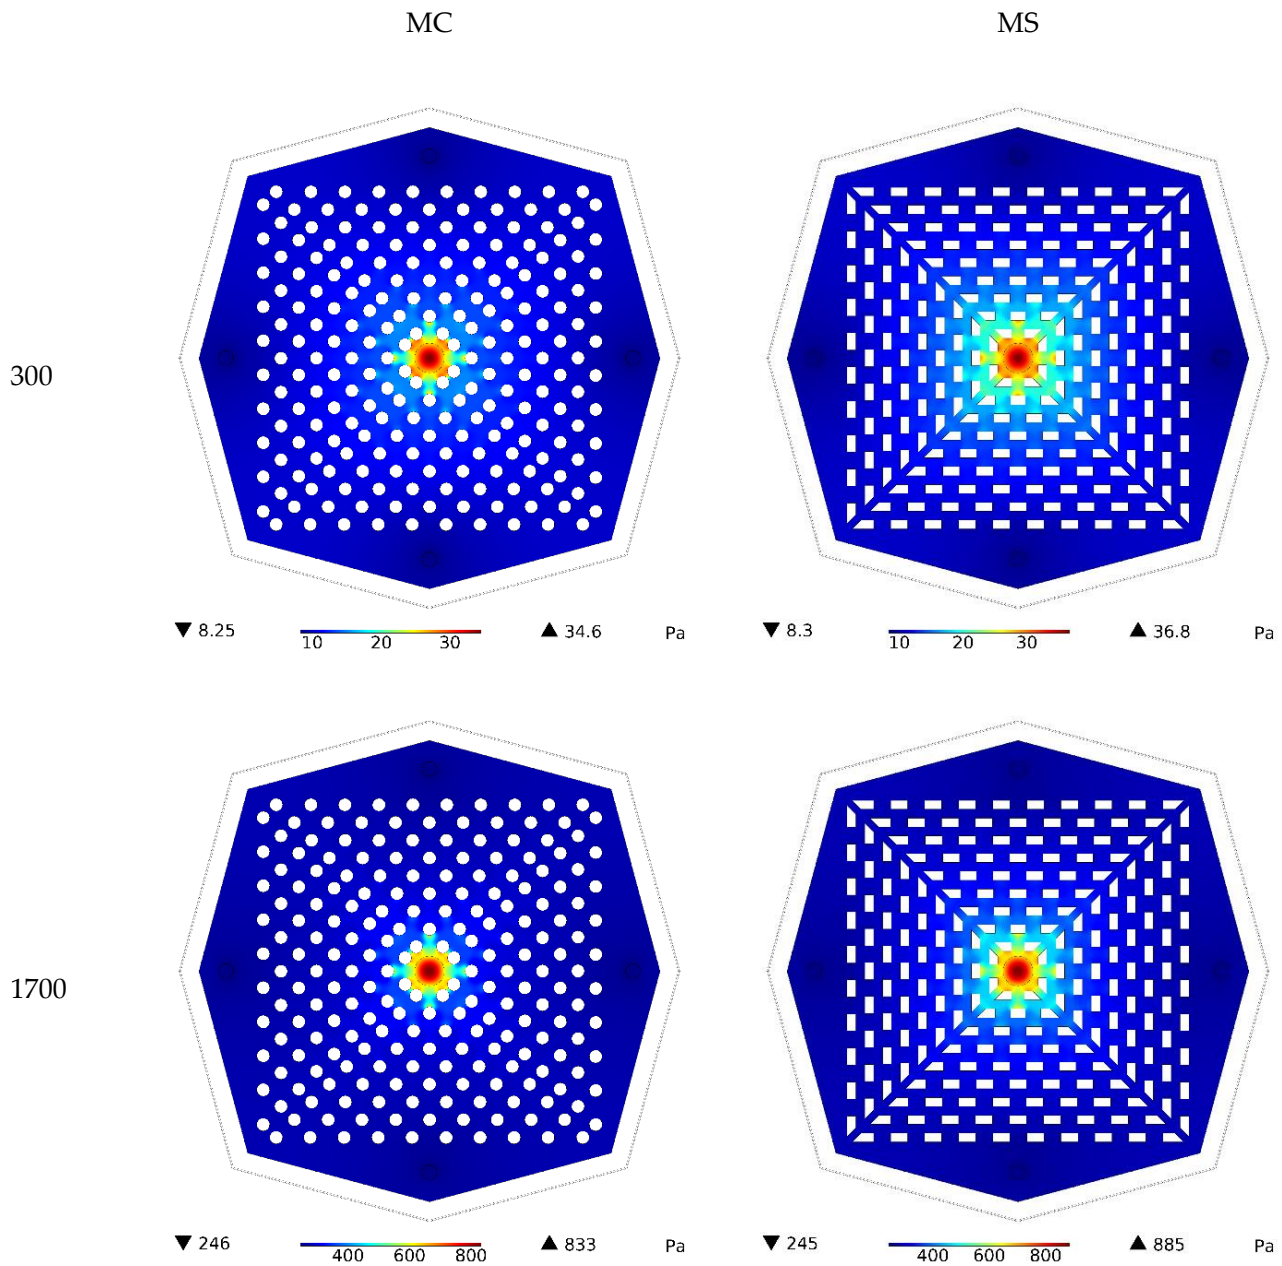 MC MS
300
▼ 8.25 10 20 30 ▲ 34.6 Pa ▼ 8.3 10 20 30 ▲ 36.8 Pa
1700
▼ 246 400 600 800 ▲ 833 Pa ▼ 245 400 600 800 ▲ 885 Pa